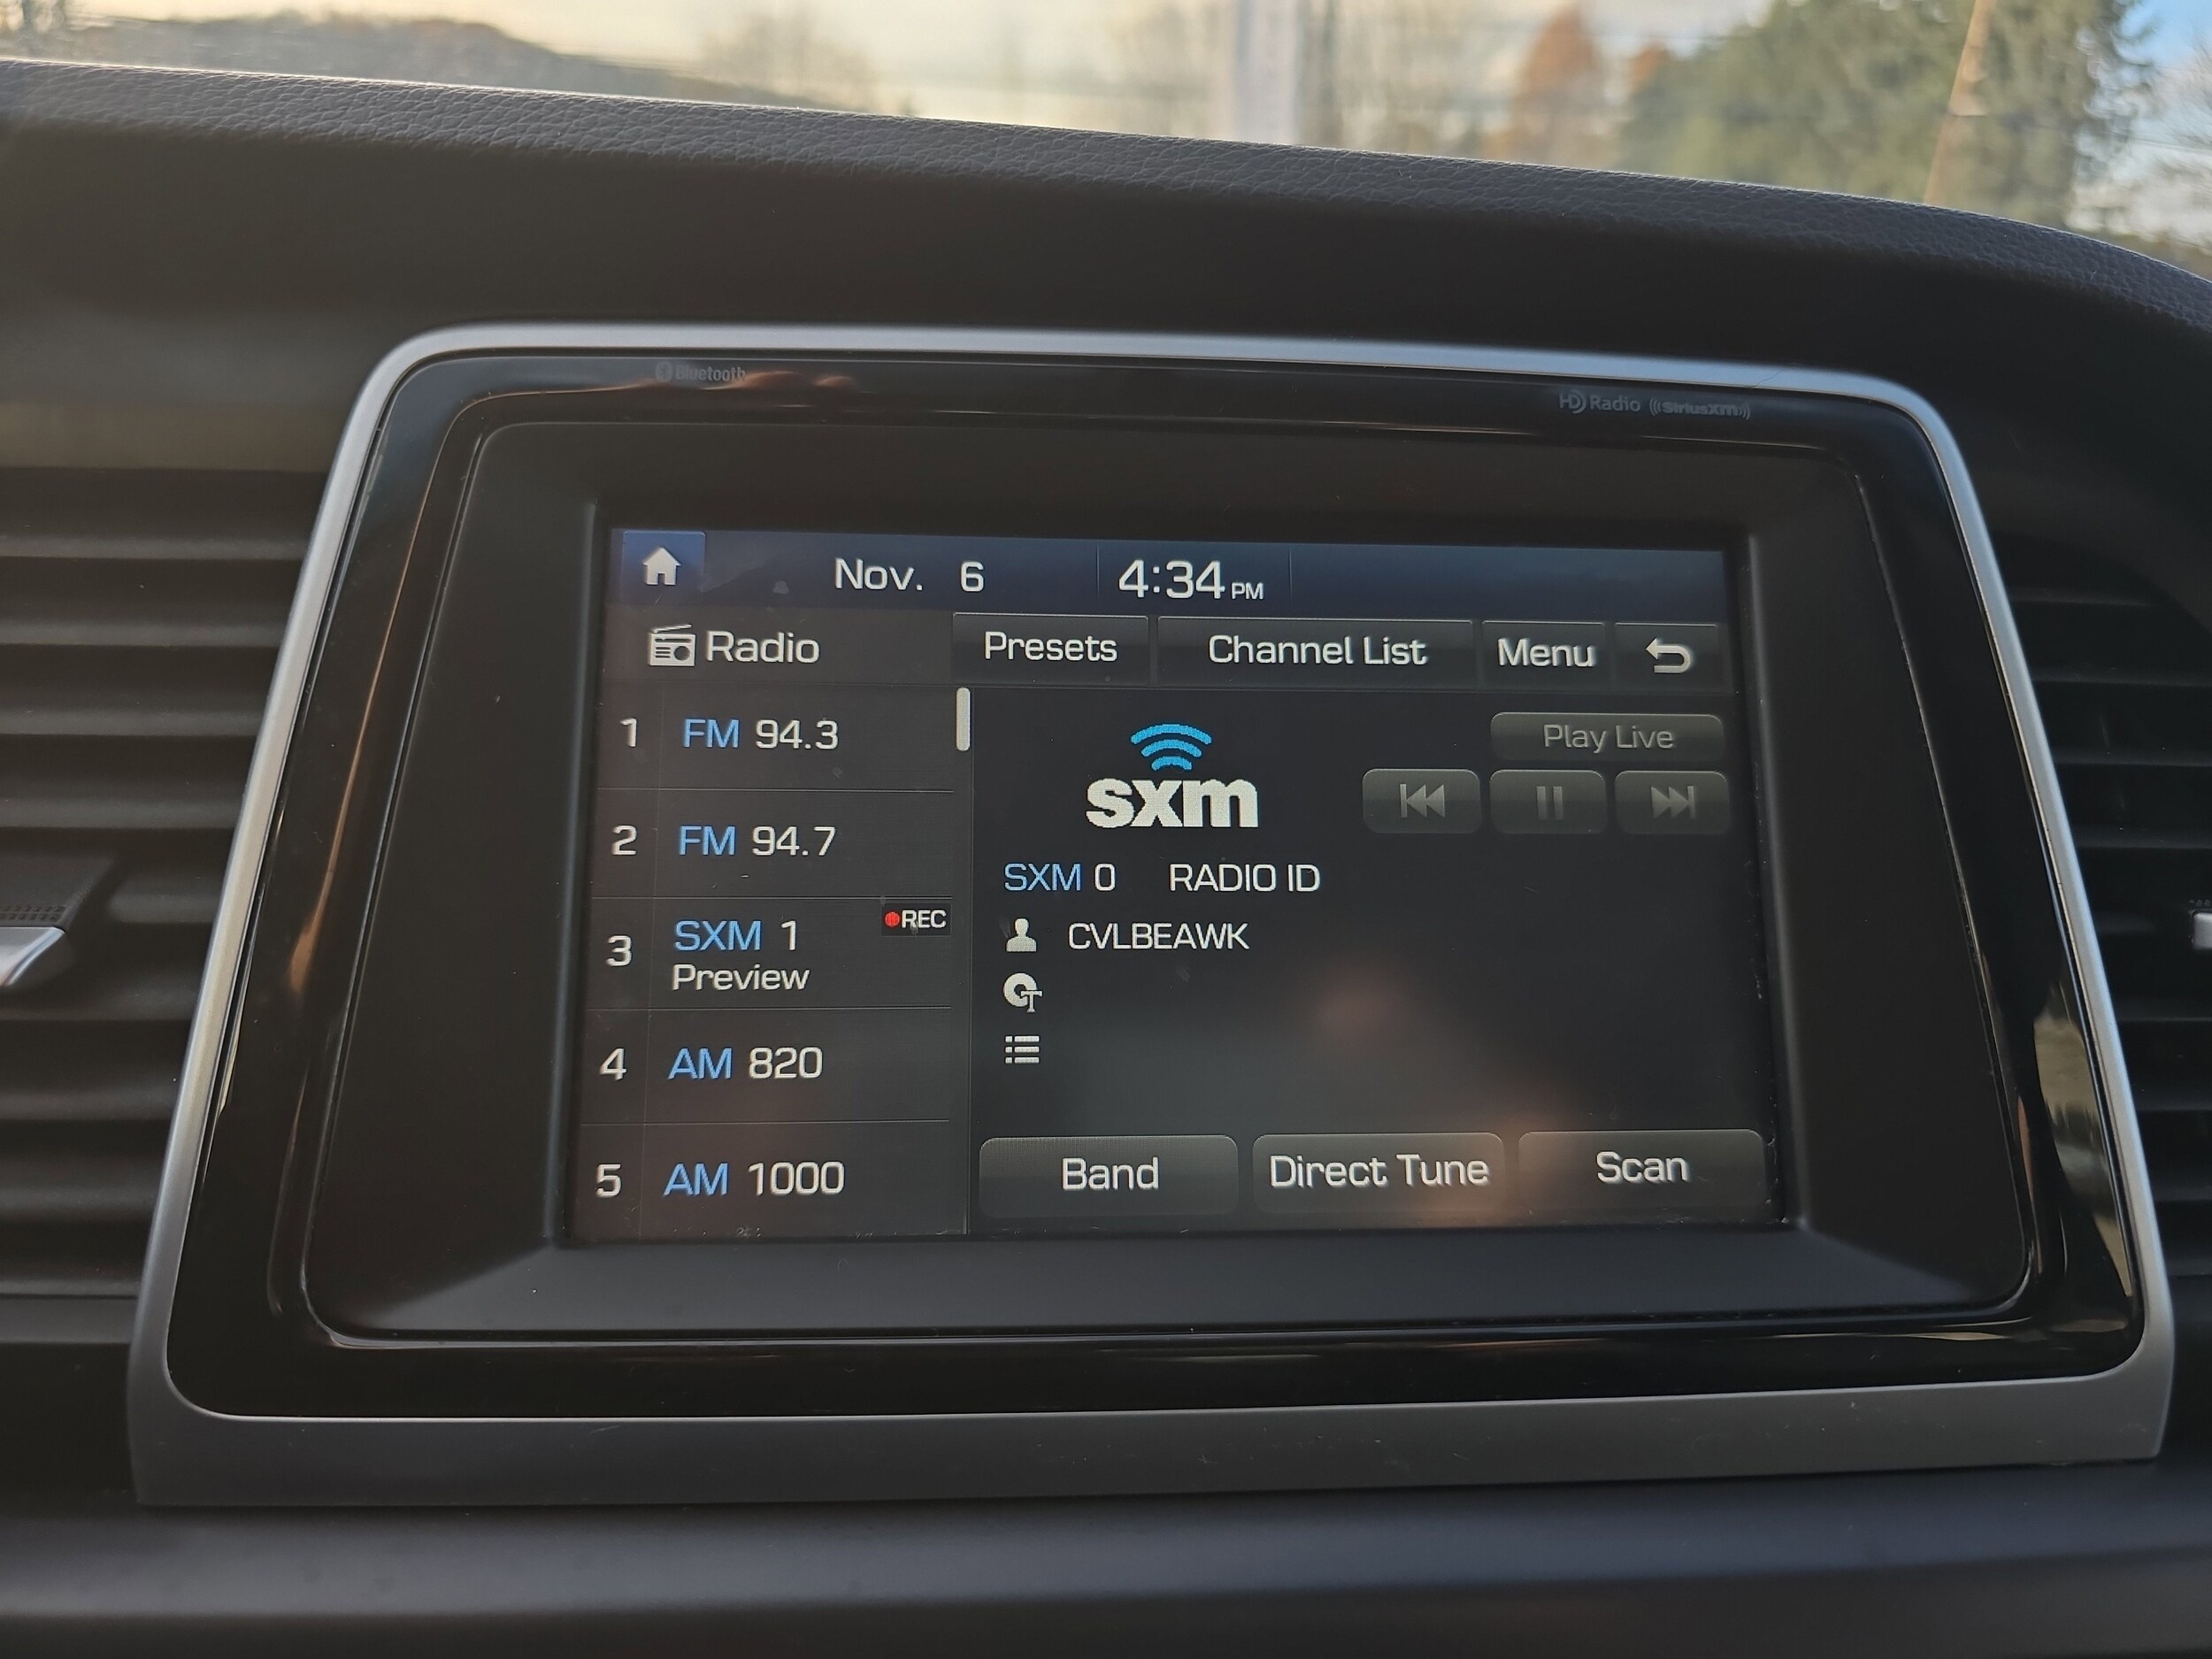 Bluetooth
HD Radio ((SiriusXM))
Nov. 6 4:34 PM
Radio Presets Channel List Menu
1 FM 94.3
2 FM 94.7
3 SXM 1 REC
Preview
4 AM 820
5 AM 1000
Play Live
sxm
SXM 0 RADIO ID
CVLBEAWK
T
Band Direct Tune Scan